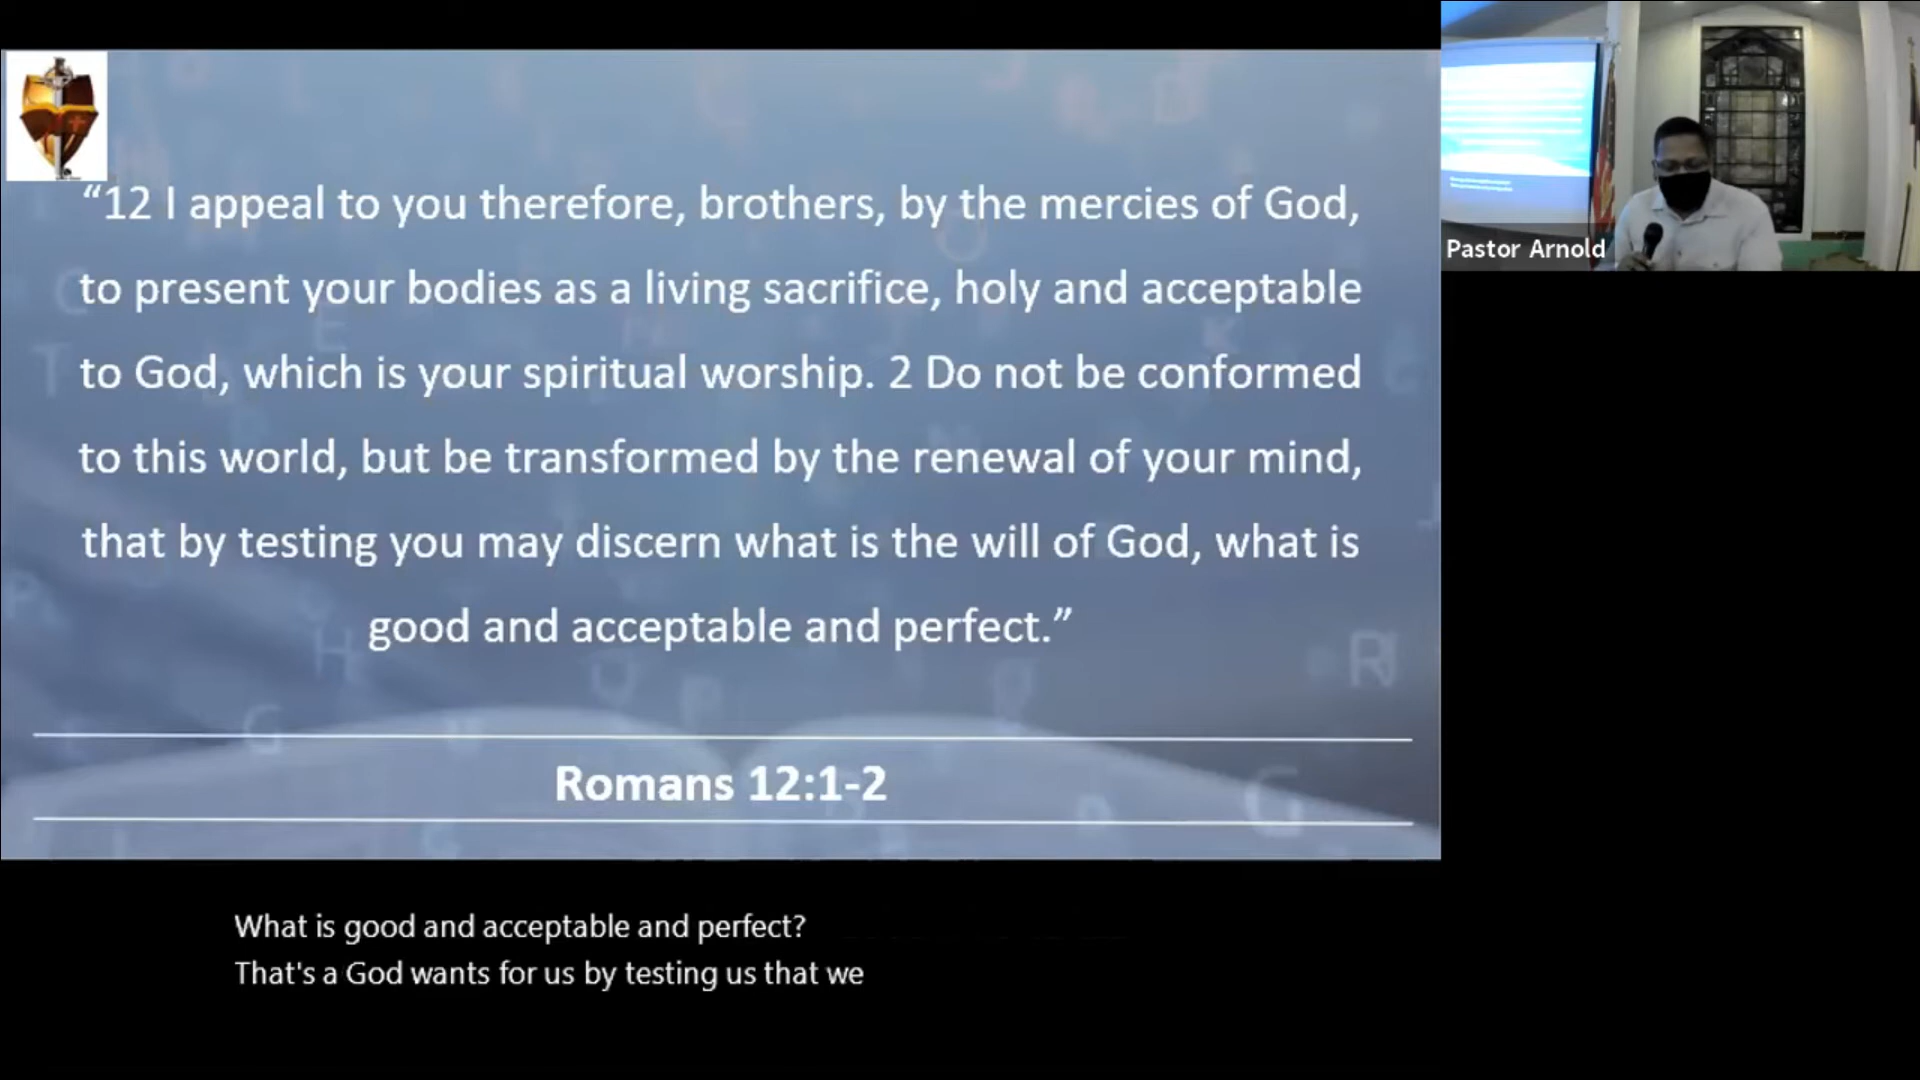 “12 I appeal to you therefore, brothers, by the mercies of God,
to present your bodies as a living sacrifice, holy and acceptable
to God, which is your spiritual worship. 2 Do not be conformed
to this world, but be transformed by the renewal of your mind,
that by testing you may discern what is the will of God, what is
good and acceptable and perfect.”
Romans 12:1-2
Pastor Arnold
What is good and acceptable and perfect?
That's a God wants for us by testing us that we